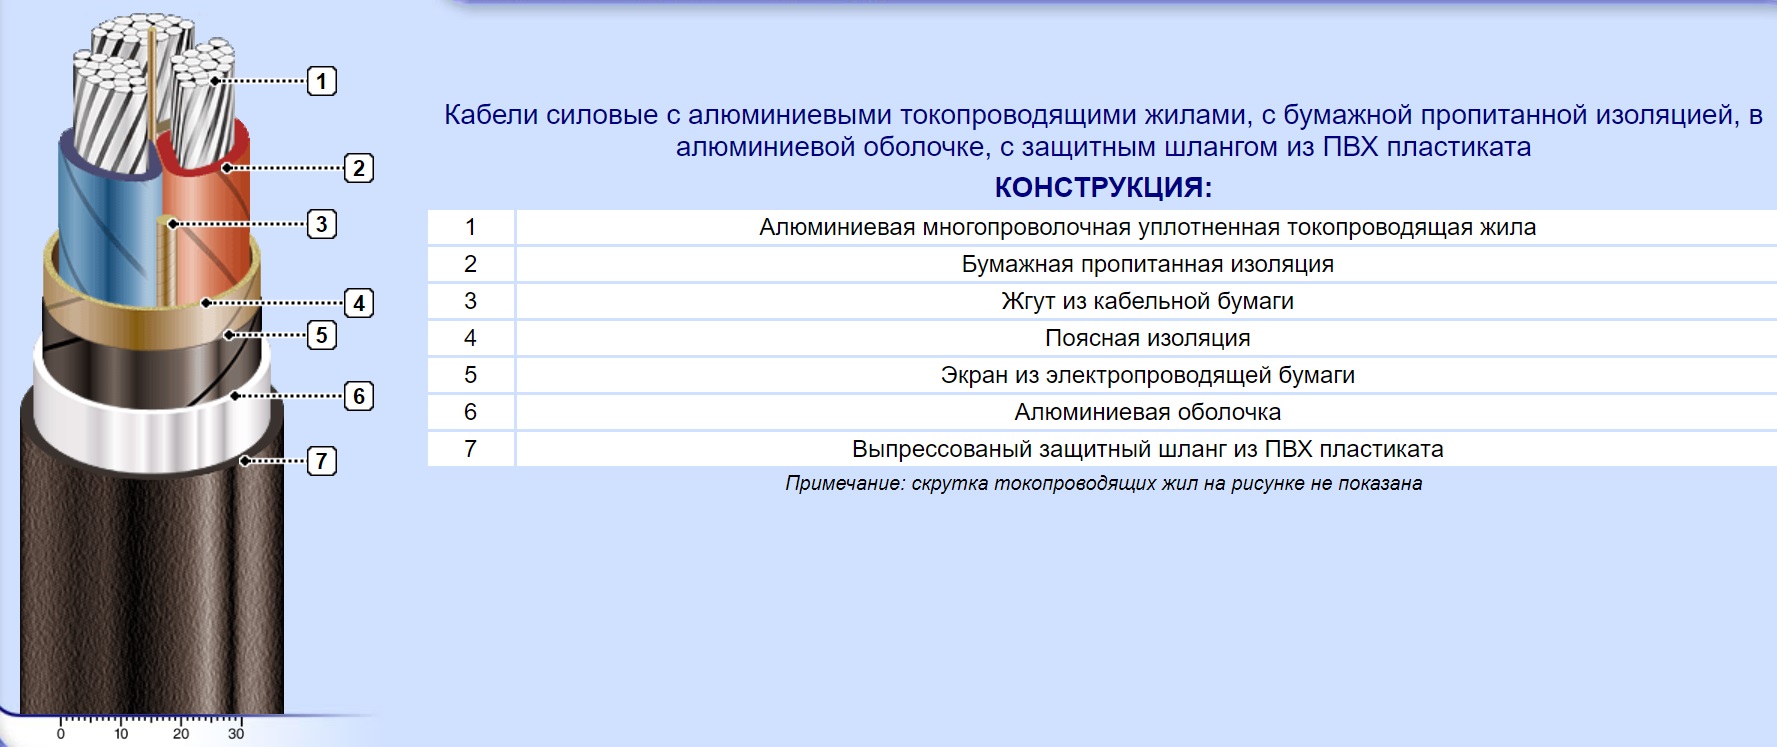 1
2
3
4
5
6
7
0 10 20 30
Кабели силовые с алюминиевыми токопроводящими жилами, с бумажной пропитанной изоляцией, в
алюминиевой оболочке, с защитным шлангом из ПВХ пластиката
КОНСТРУКЦИЯ:
1 Алюминиевая многопроволочная уплотненная токопроводящая жила
2 Бумажная пропитанная изоляция
3 Жгут из кабельной бумаги
4 Поясная изоляция
5 Экран из электропроводящей бумаги
6 Алюминиевая оболочка
7 Выпрессованый защитный шланг из ПВХ пластиката
Примечание: скрутка токопроводящих жил на рисунке не показана